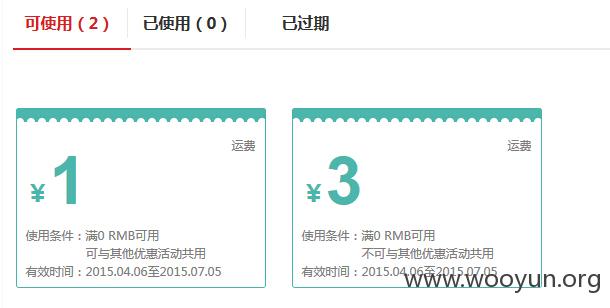 可使用（2） 已使用（0） 已过期
运费
¥1
使用条件：满0 RMB可用
可与其他优惠活动共用
有效时间：2015.04.06至2015.07.05
运费
¥3
使用条件：满0 RMB可用
不可与其他优惠活动共用
有效时间：2015.04.06至2015.07.05
www.wooyun.org